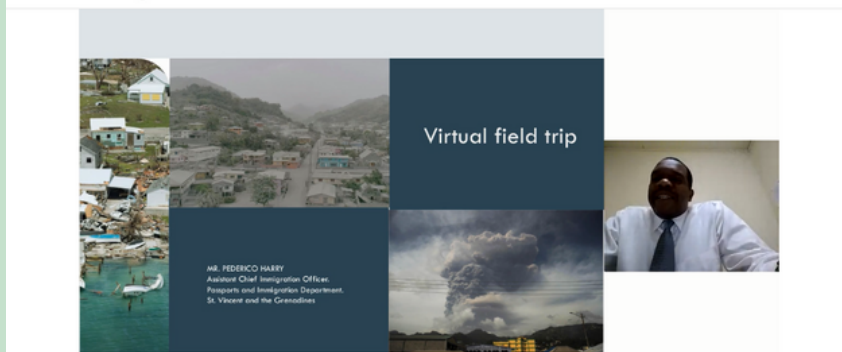 Virtual field trip
MR. PEDERICO HARRY
Assistant Chief Immigration Officer.
Passports and Immigration Department.
St. Vincent and the Grenadines